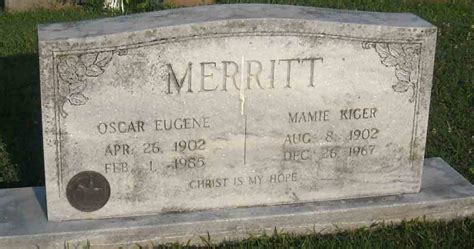 MERRITT
OSCAR EUGENE
APR. 26, 1902
FEB. 1, 1985
MAMIE KIGER
AUG. 8, 1902
DEC. 26, 1967
CHRIST IS MY HOPE